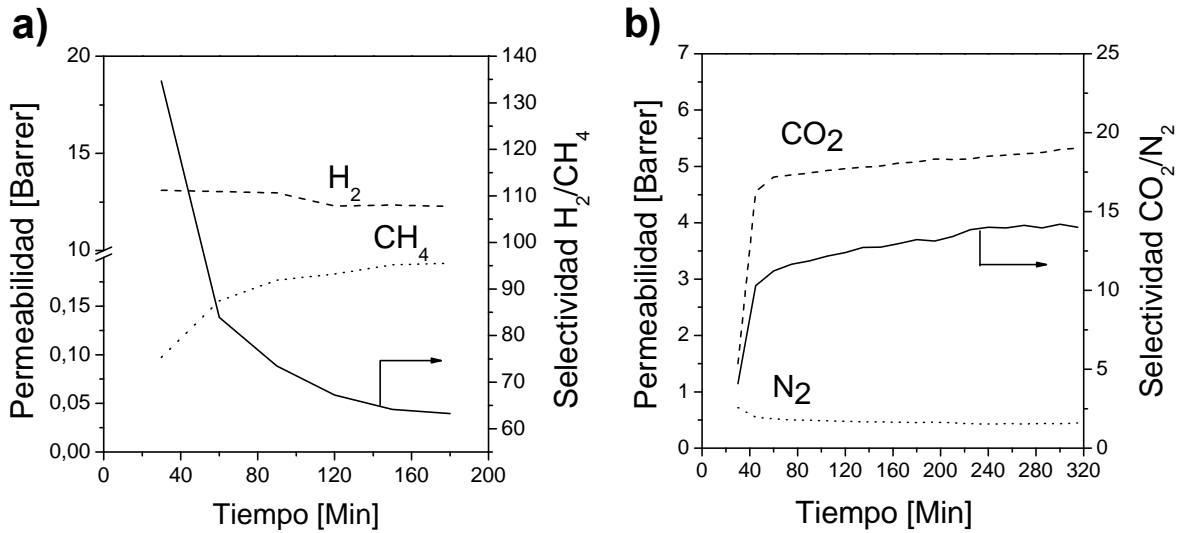 a)
Permeabilidad [Barrer]
20
15
10
0,15
0,10
0,05
0,00
H2
CH4
140
130
120
110
100
90
80
70
60
Selectividad H2/CH4
0 40 80 120 160 200
Tiempo [Min]
b)
Permeabilidad [Barrer]
7
6
5
4
3
2
1
0
CO2
N2
25
20
15
10
5
0
Selectividad CO2/N2
0 40 80 120 160 200 240 280 320
Tiempo [Min]